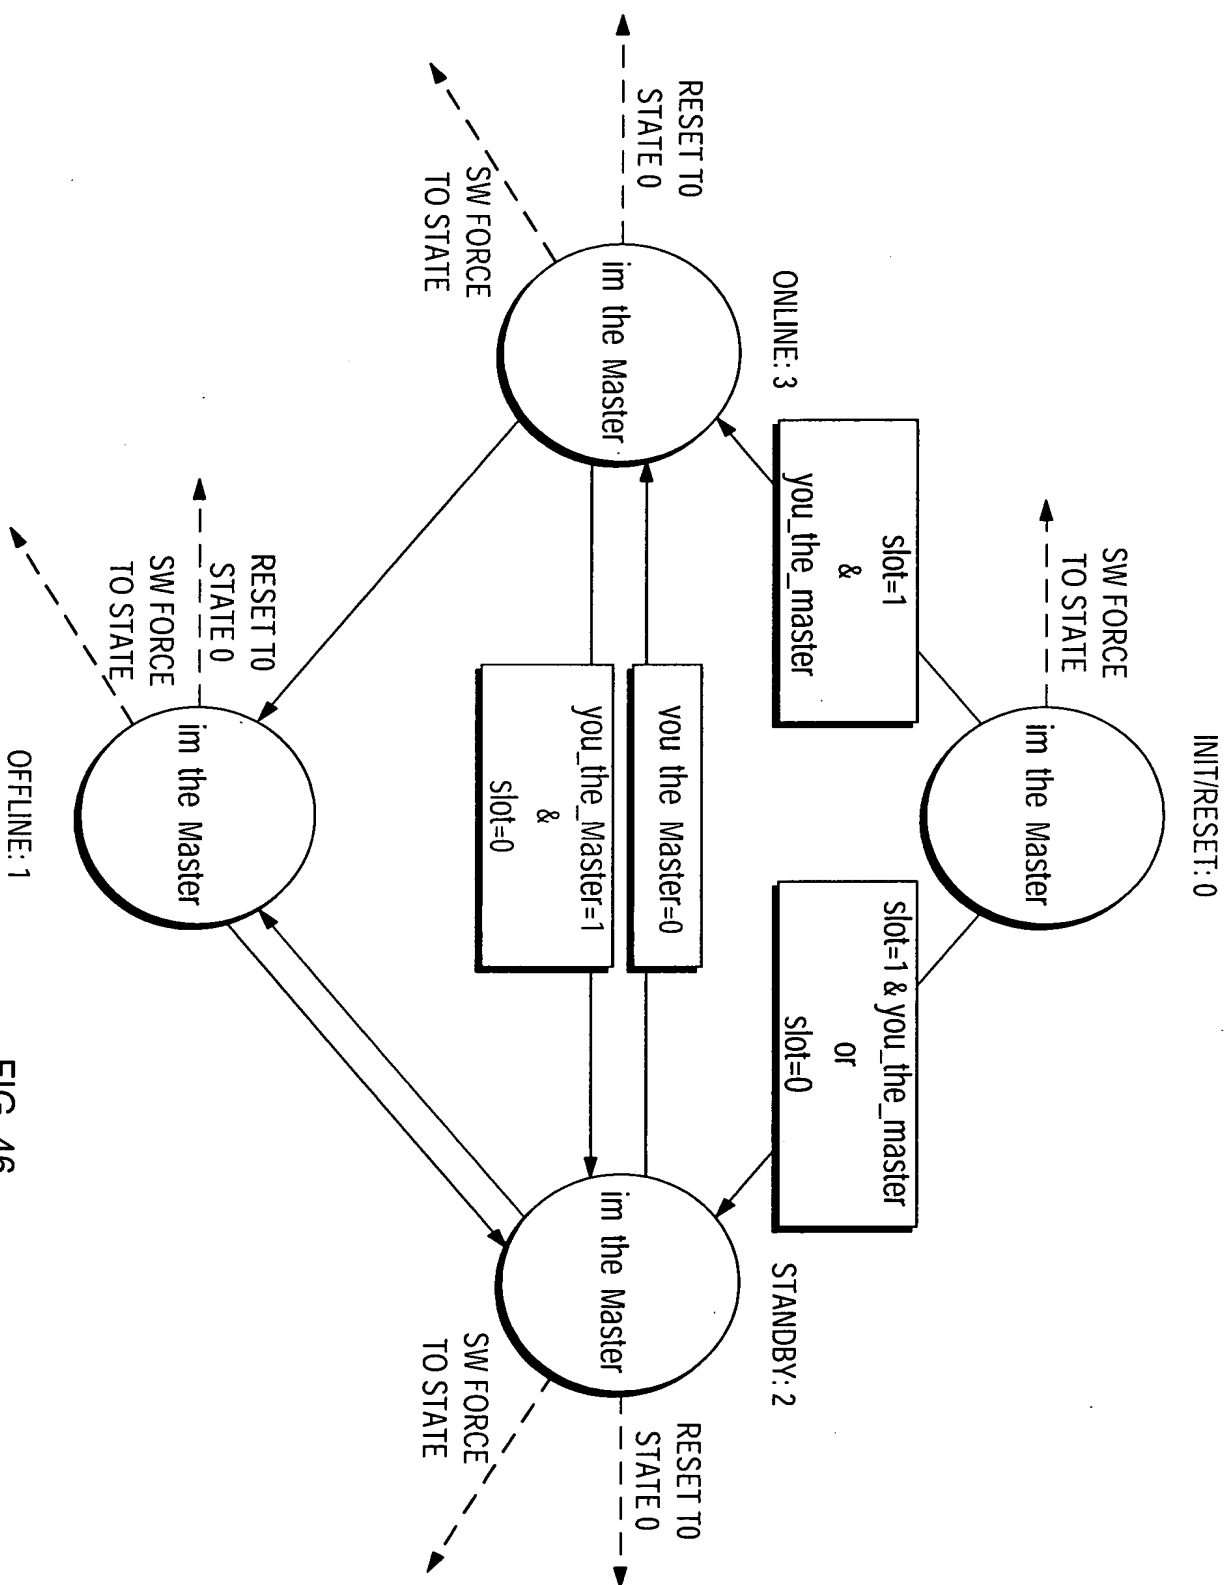 INIT/RESET: 0
im the Master
SW FORCE
TO STATE
slot=1
&
you_the_master
slot=1 & you_the_master
or
slot=0
ONLINE: 3
im the Master
RESET TO
STATE 0
SW FORCE
TO STATE
you the Master=0
you_the_Master=1
&
slot=0
STANDBY: 2
im the Master
RESET TO
STATE 0
SW FORCE
TO STATE
RESET TO
STATE 0
SW FORCE
TO STATE
im the Master
OFFLINE: 1
FIG. 46